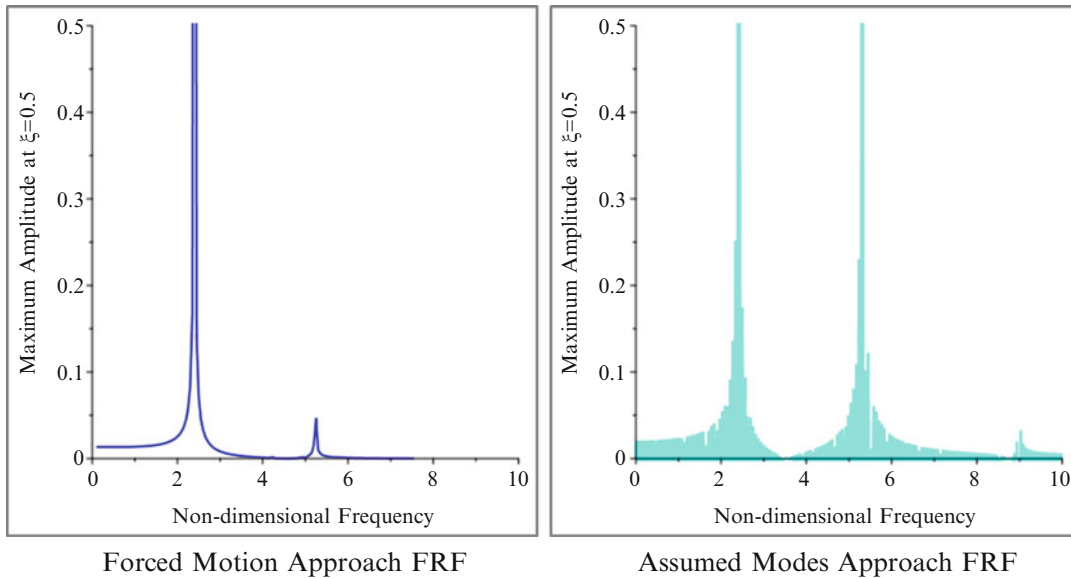 0.5
0.4
0.3
0.2
0.1
0
Maximum Amplitude at ξ=0.5
0 2 4 6 8 10
Non-dimensional Frequency
Forced Motion Approach FRF
0.5
0.4
0.3
0.2
0.1
0
Maximum Amplitude at ξ=0.5
0 2 4 6 8 10
Non-dimensional Frequency
Assumed Modes Approach FRF